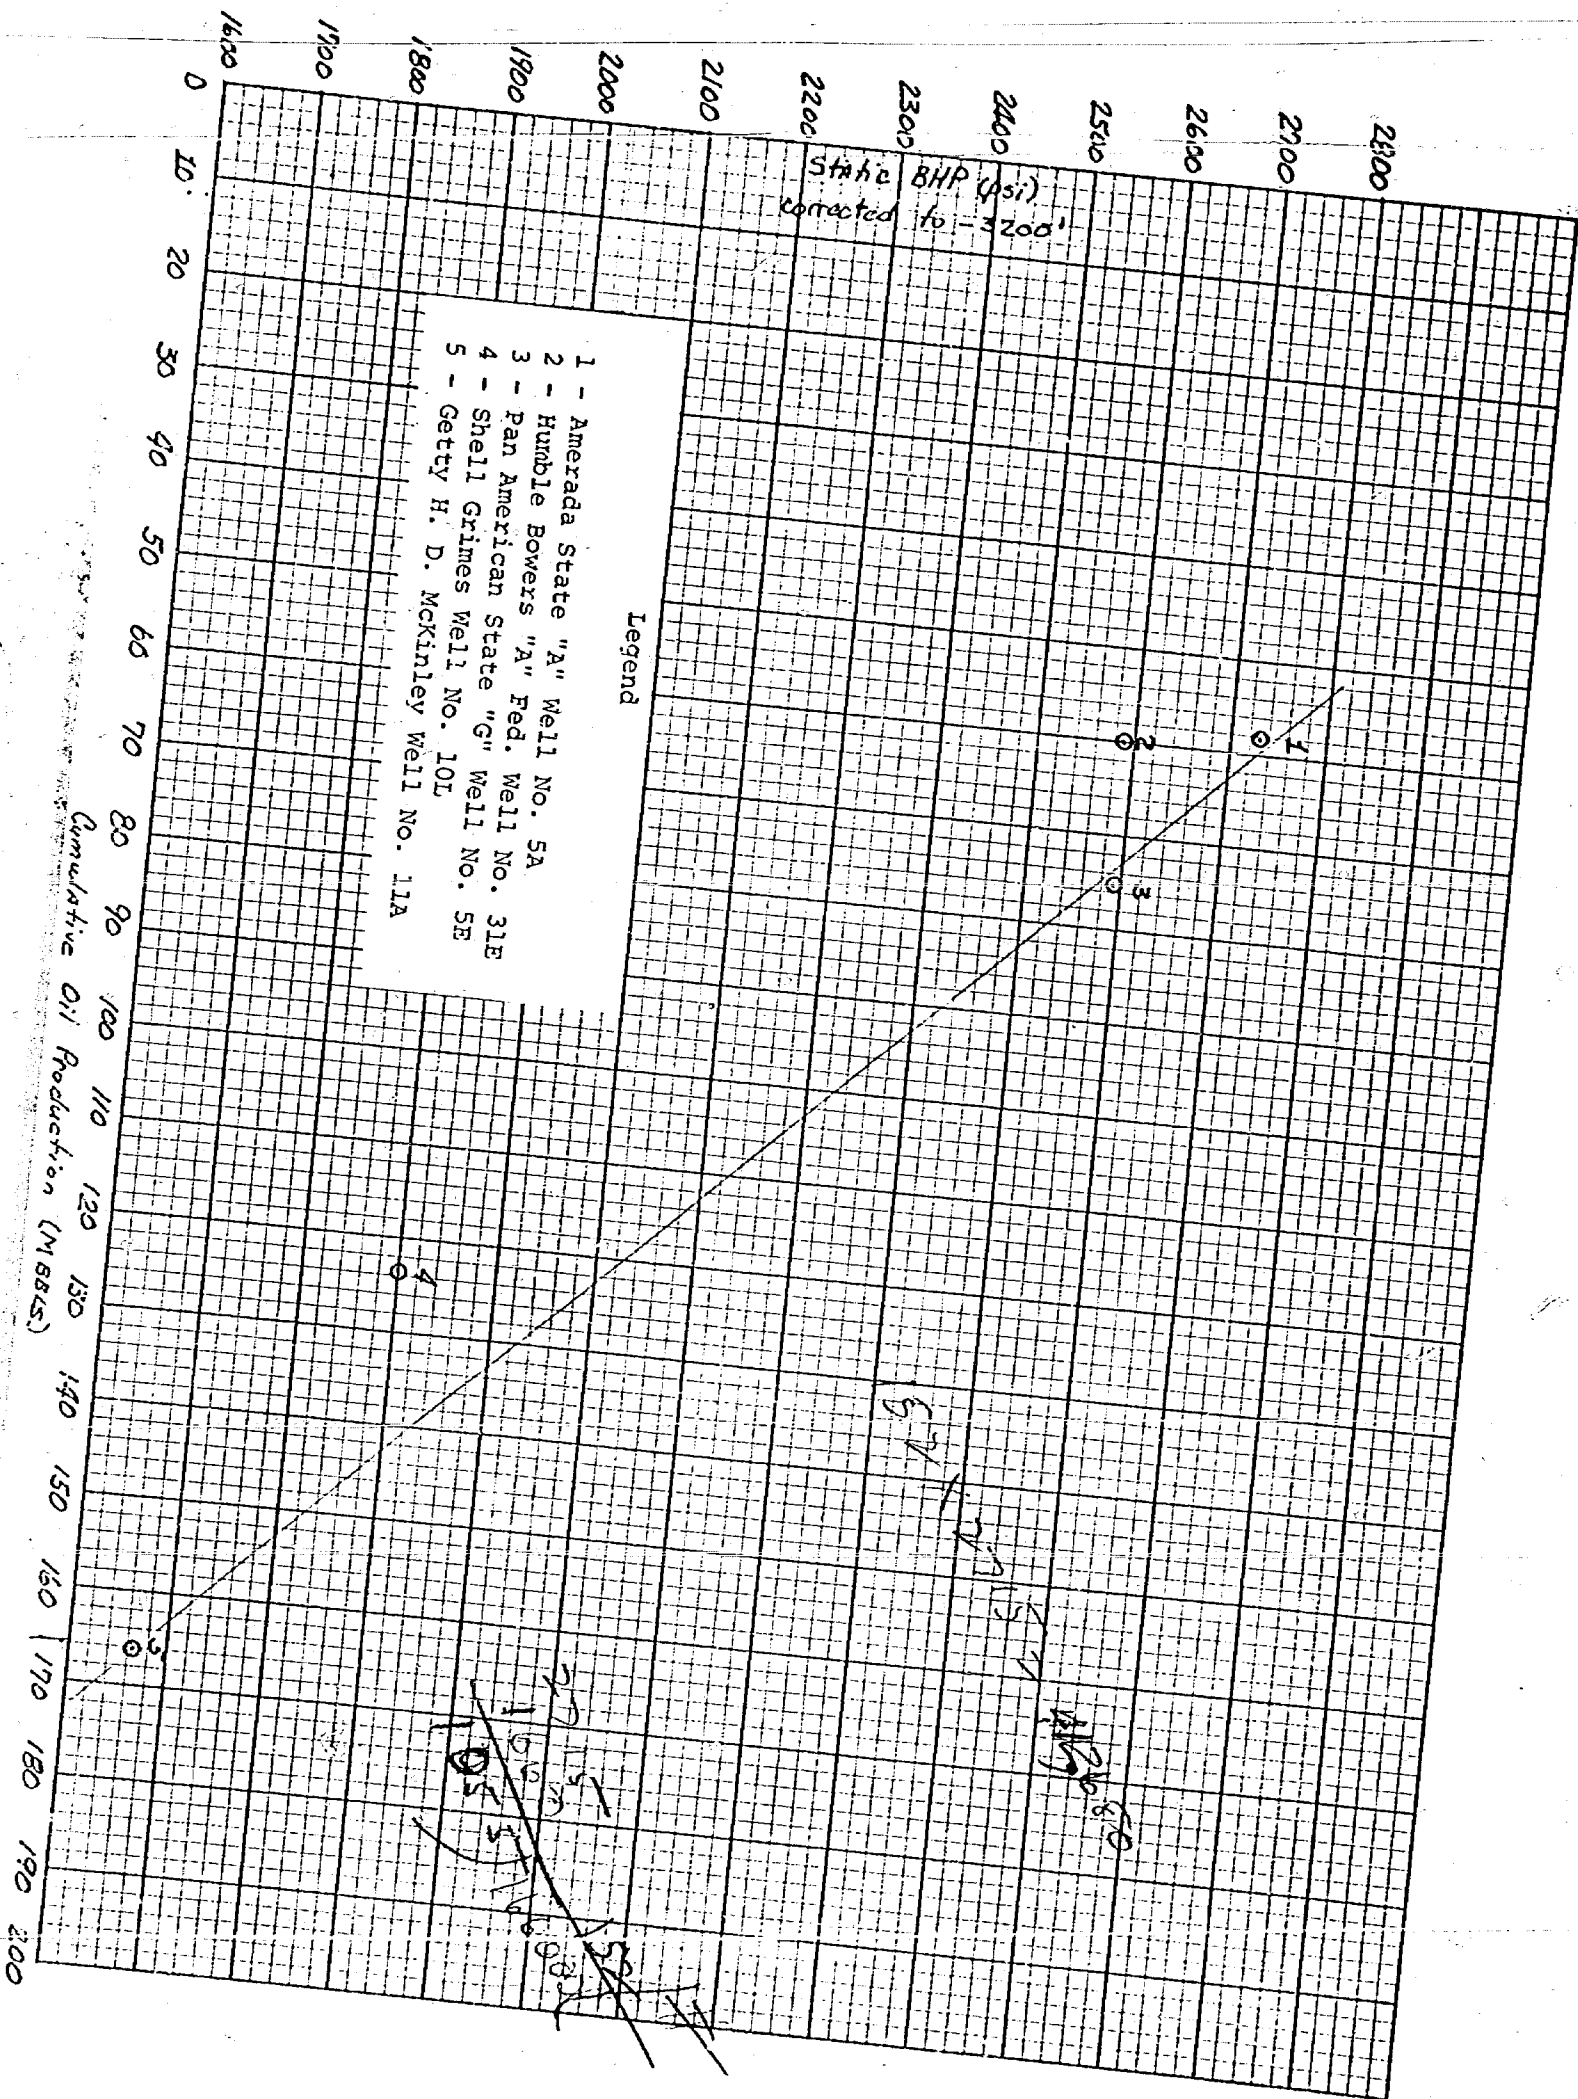 2800
2700
2600
2500
2400
2300
2200
2100
2000
1900
1800
1700
1600
Static BHP (psi)
corrected to -3200'
1
2
3
4
5
Legend
1 - Amerada State "A" Well No. 5A
2 - Humble Bowers "A" Fed. Well No. 31E
3 - Pan American State "G" Well No. 5E
4 - Shell Grimes Well No. 10L
5 - Getty H. D. McKinley Well No. 11A
0 10 20 30 40 50 60 70 80 90 100 110 120 130 140 150 160 170 180 190 200
Cumulative Oil Production (MBBLS)